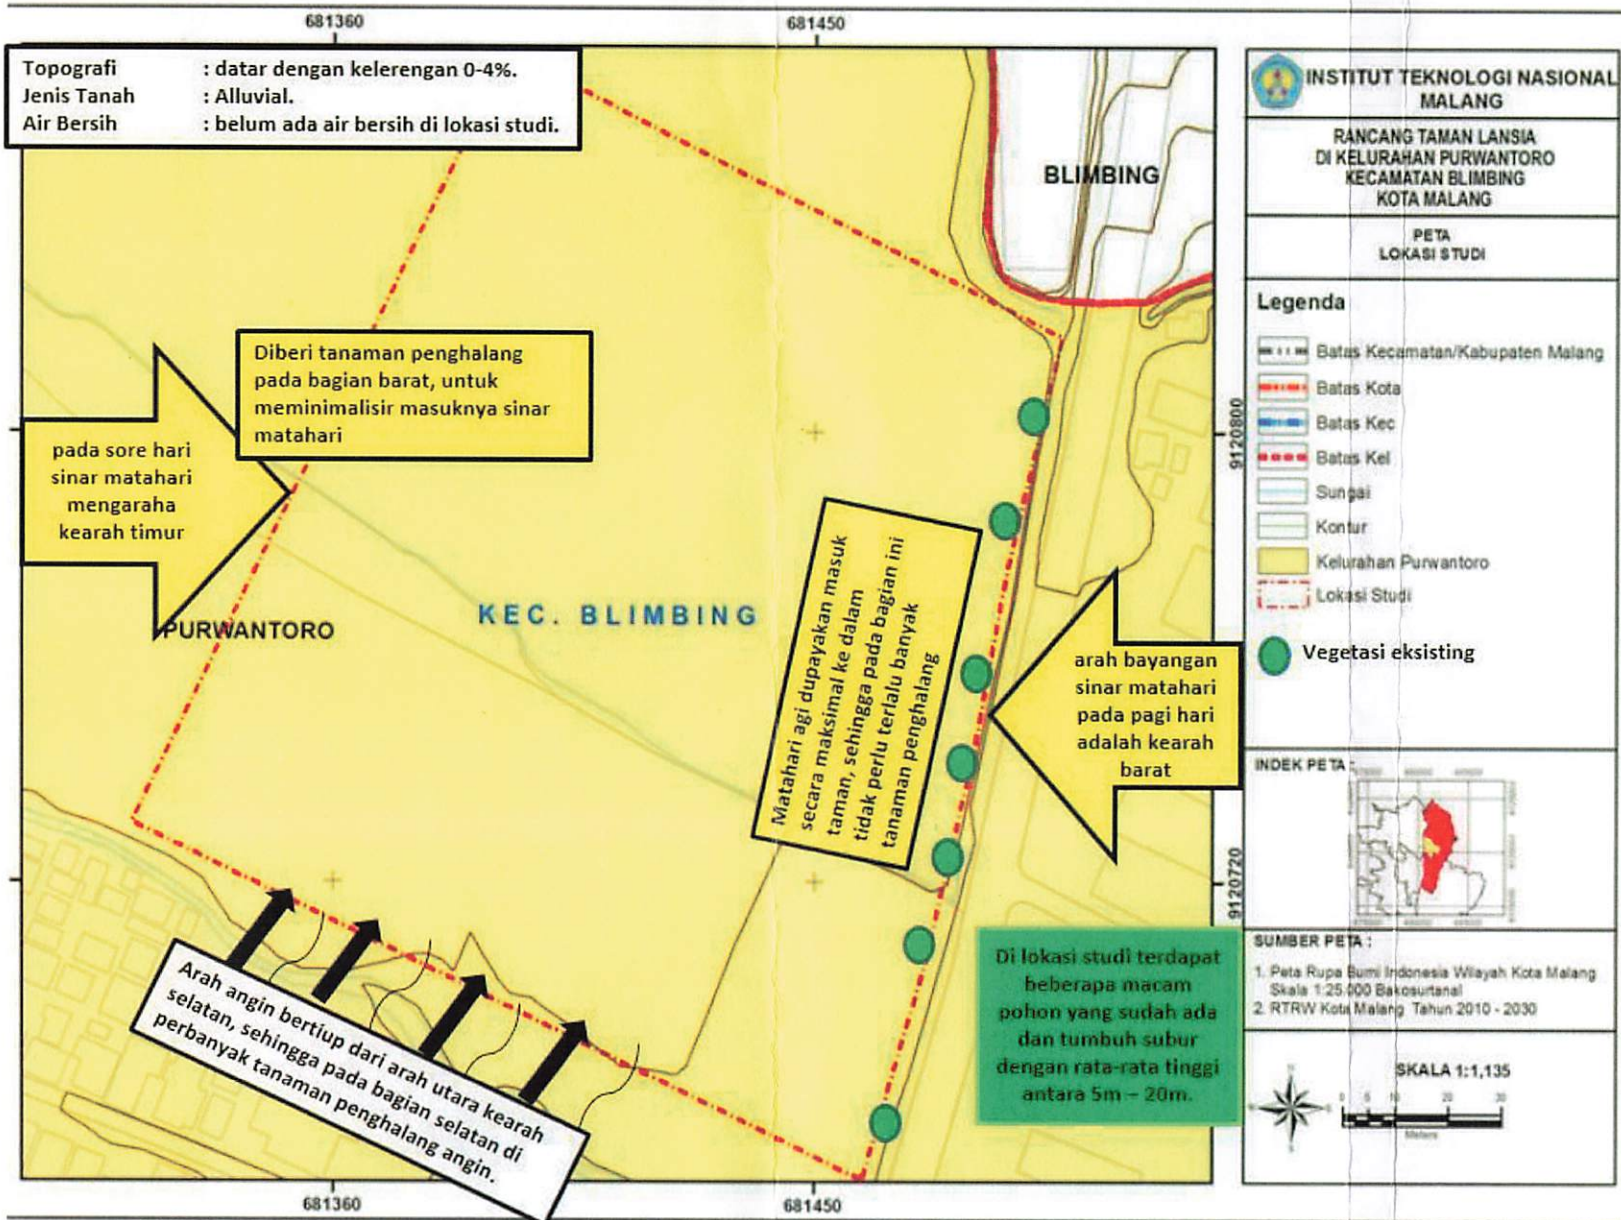 681360
681450
Topografi : datar dengan kelerengan 0-4%.
Jenis Tanah : Alluvial.
Air Bersih : belum ada air bersih di lokasi studi.
BLIMBING
Diberi tanaman penghalang
pada bagian barat, untuk
meminimalisir masuknya sinar
matahari
pada sore hari
sinar matahari
mengaraha
kearah timur
PURWANTORO
KEC. BLIMBING
Matahari agi dupayakan masuk
secara maksimal ke dalam
taman, sehingga pada bagian ini
tidak perlu terlalu banyak
tanaman penghalang
arah bayangan
sinar matahari
pada pagi hari
adalah kearah
barat
9120800
9120720
Arah angin bertiup dari arah utara kearah
selatan, sehingga pada bagian selatan di
perbanyak tanaman penghalang angin.
Di lokasi studi terdapat
beberapa macam
pohon yang sudah ada
dan tumbuh subur
dengan rata-rata tinggi
antara 5m – 20m.
681360
681450
INSTITUT TEKNOLOGI NASIONAL
MALANG
RANCANG TAMAN LANSIA
DI KELURAHAN PURWANTORO
KECAMATAN BLIMBING
KOTA MALANG
PETA
LOKASI STUDI
Legenda
Batas Kecamatan/Kabupaten Malang
Batas Kota
Batas Kec
Batas Kel
Sungai
Kontur
Kelurahan Purwantoro
Lokasi Studi
Vegetasi eksisting
INDEK PETA :
SUMBER PETA :
1. Peta Rupa Bumi Indonesia Wilayah Kota Malang
Skala 1:25.000 Bakosurtanal
2. RTRW Kota Malang Tahun 2010 - 2030
SKALA 1:1,135
0 5 10 20 30
Meters